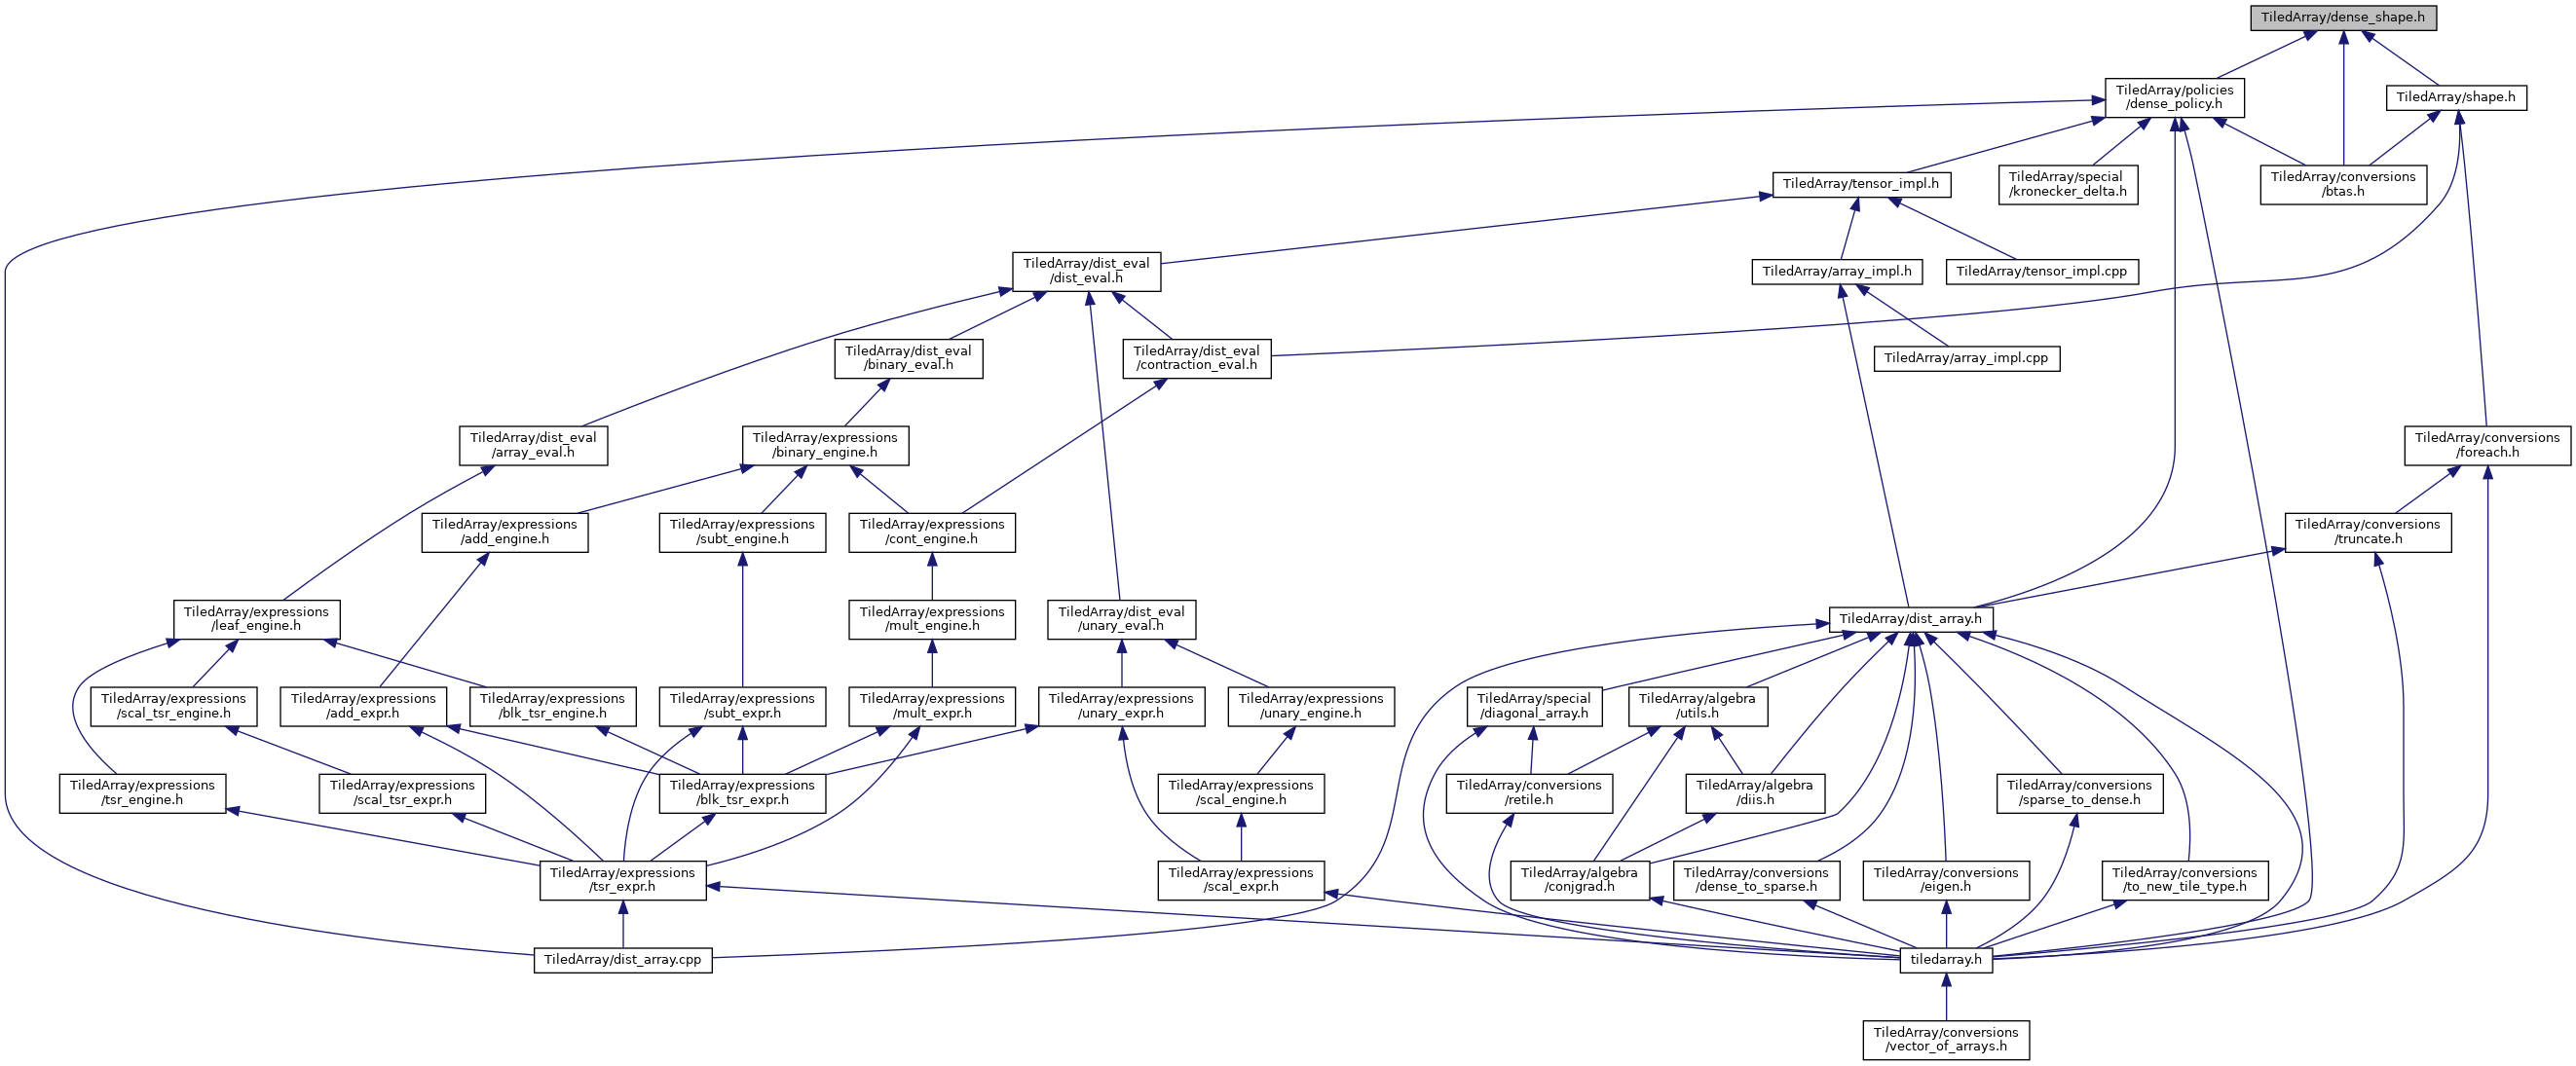 TiledArray/dense_shape.h
TiledArray/policies
/dense_policy.h
TiledArray/shape.h
TiledArray/tensor_impl.h
TiledArray/special
/kronecker_delta.h
TiledArray/conversions
/btas.h
TiledArray/dist_eval
/dist_eval.h
TiledArray/array_impl.h
TiledArray/tensor_impl.cpp
TiledArray/dist_eval
/binary_eval.h
TiledArray/dist_eval
/contraction_eval.h
TiledArray/array_impl.cpp
TiledArray/dist_eval
/array_eval.h
TiledArray/expressions
/binary_engine.h
TiledArray/conversions
/foreach.h
TiledArray/expressions
/add_engine.h
TiledArray/expressions
/subt_engine.h
TiledArray/expressions
/cont_engine.h
TiledArray/conversions
/truncate.h
TiledArray/expressions
/leaf_engine.h
TiledArray/expressions
/mult_engine.h
TiledArray/dist_eval
/unary_eval.h
TiledArray/dist_array.h
TiledArray/expressions
/scal_tsr_engine.h
TiledArray/expressions
/add_expr.h
TiledArray/expressions
/blk_tsr_engine.h
TiledArray/expressions
/subt_expr.h
TiledArray/expressions
/mult_expr.h
TiledArray/expressions
/unary_expr.h
TiledArray/expressions
/unary_engine.h
TiledArray/special
/diagonal_array.h
TiledArray/algebra
/utils.h
TiledArray/expressions
/tsr_engine.h
TiledArray/expressions
/scal_tsr_expr.h
TiledArray/expressions
/blk_tsr_expr.h
TiledArray/expressions
/scal_engine.h
TiledArray/conversions
/retile.h
TiledArray/algebra
/diis.h
TiledArray/conversions
/sparse_to_dense.h
TiledArray/expressions
/tsr_expr.h
TiledArray/expressions
/scal_expr.h
TiledArray/algebra
/conjgrad.h
TiledArray/conversions
/dense_to_sparse.h
TiledArray/conversions
/eigen.h
TiledArray/conversions
/to_new_tile_type.h
TiledArray/dist_array.cpp
tiledarray.h
TiledArray/conversions
/vector_of_arrays.h